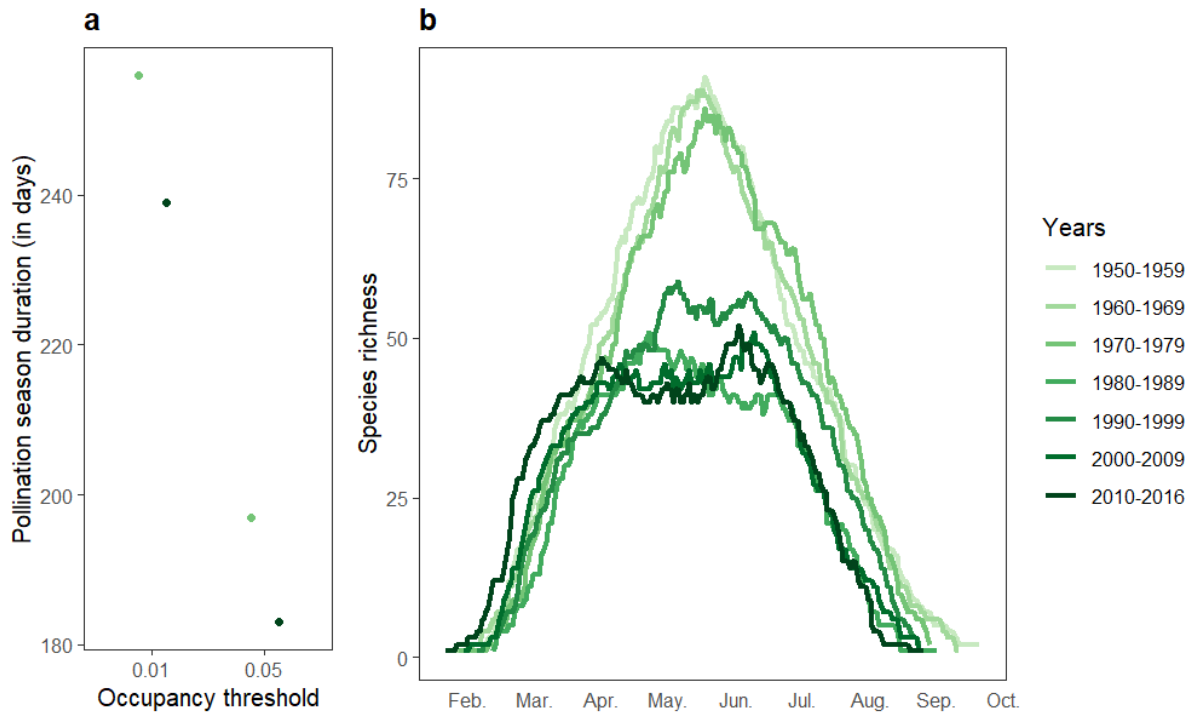 a
Pollination season duration (in days)
240
220
200
180
0.01 0.05
Occupancy threshold
b
Species richness
75
50
25
0
Feb. Mar. Apr. May. Jun. Jul. Aug. Sep. Oct.
Years
1950-1959
1960-1969
1970-1979
1980-1989
1990-1999
2000-2009
2010-2016